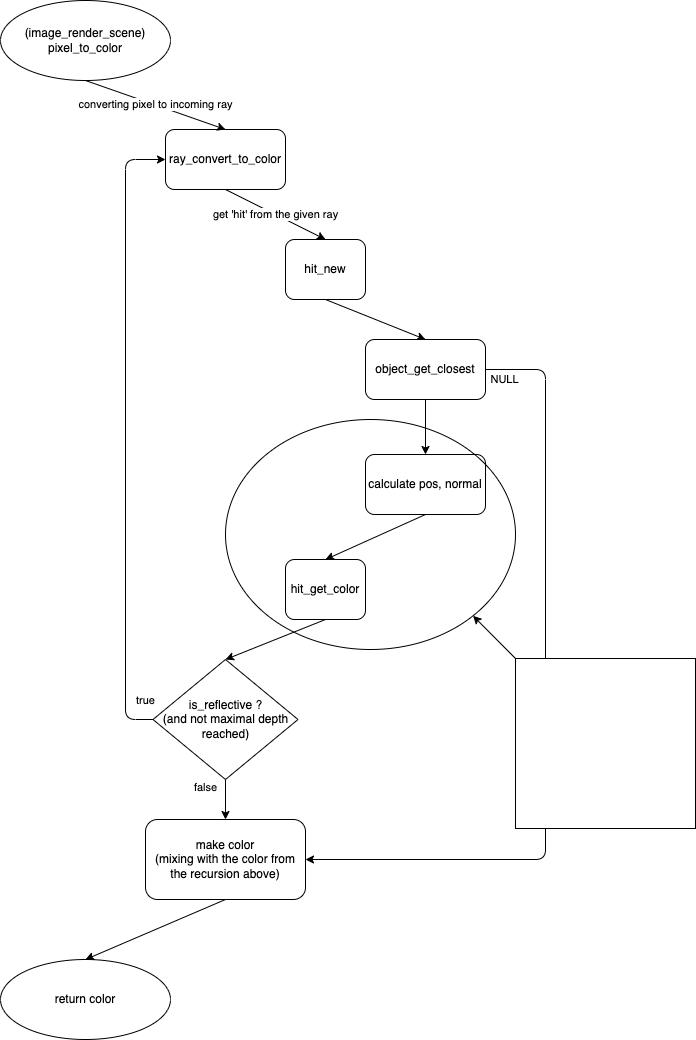 (image_render_scene)
pixel_to_color
converting pixel to incoming ray
ray_convert_to_color
get 'hit' from the given ray
hit_new
object_get_closest
NULL
calculate pos, normal
hit_get_color
true
is_reflective ?
(and not maximal depth
reached)
false
make color
(mixing with the color from
the recursion above)
return color